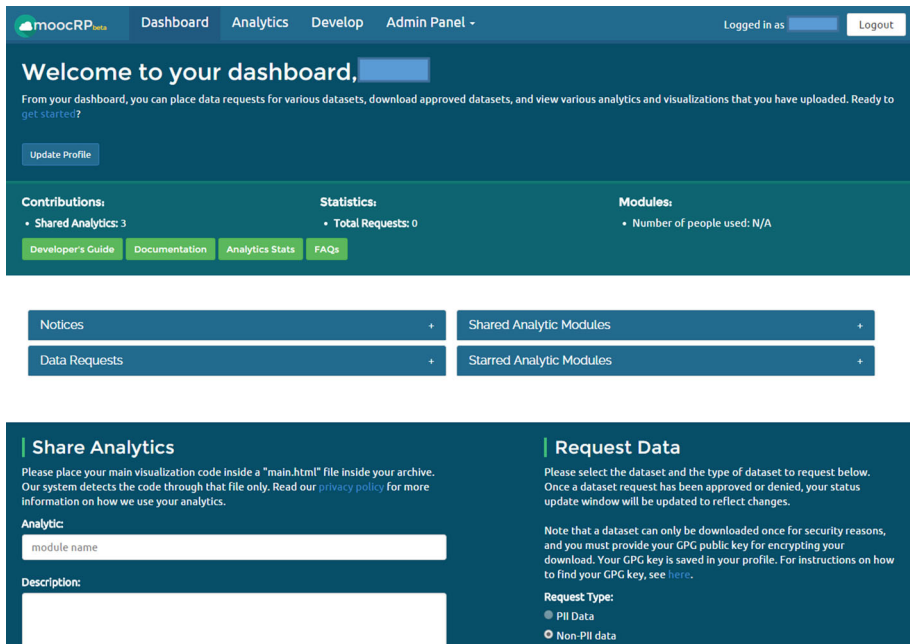 moocRP beta Dashboard Analytics Develop Admin Panel Logged in as Logout
Welcome to your dashboard,
From your dashboard, you can place data requests for various datasets, download approved datasets, and view various analytics and visualizations that you have uploaded. Ready to
get started?
Update Profile
Contributions:
• Shared Analytics: 3
Statistics:
• Total Requests: 0
Modules:
• Number of people used: N/A
Developer's Guide Documentation Analytics Stats FAQs
Notices +
Shared Analytic Modules +
Data Requests +
Starred Analytic Modules +
Share Analytics
Please place your main visualization code inside a "main.html" file inside your archive.
Our system detects the code through that file only. Read our privacy policy for more
information on how we use your analytics.
Analytic:
module name
Description:
Request Data
Please select the dataset and the type of dataset to request below.
Once a dataset request has been approved or denied, your status
update window will be updated to reflect changes.
Note that a dataset can only be downloaded once for security reasons,
and you must provide your GPG public key for encrypting your
download. Your GPG key is saved in your profile. For instructions on how
to find your GPG key, see here.
Request Type:
PII Data
Non-PII data